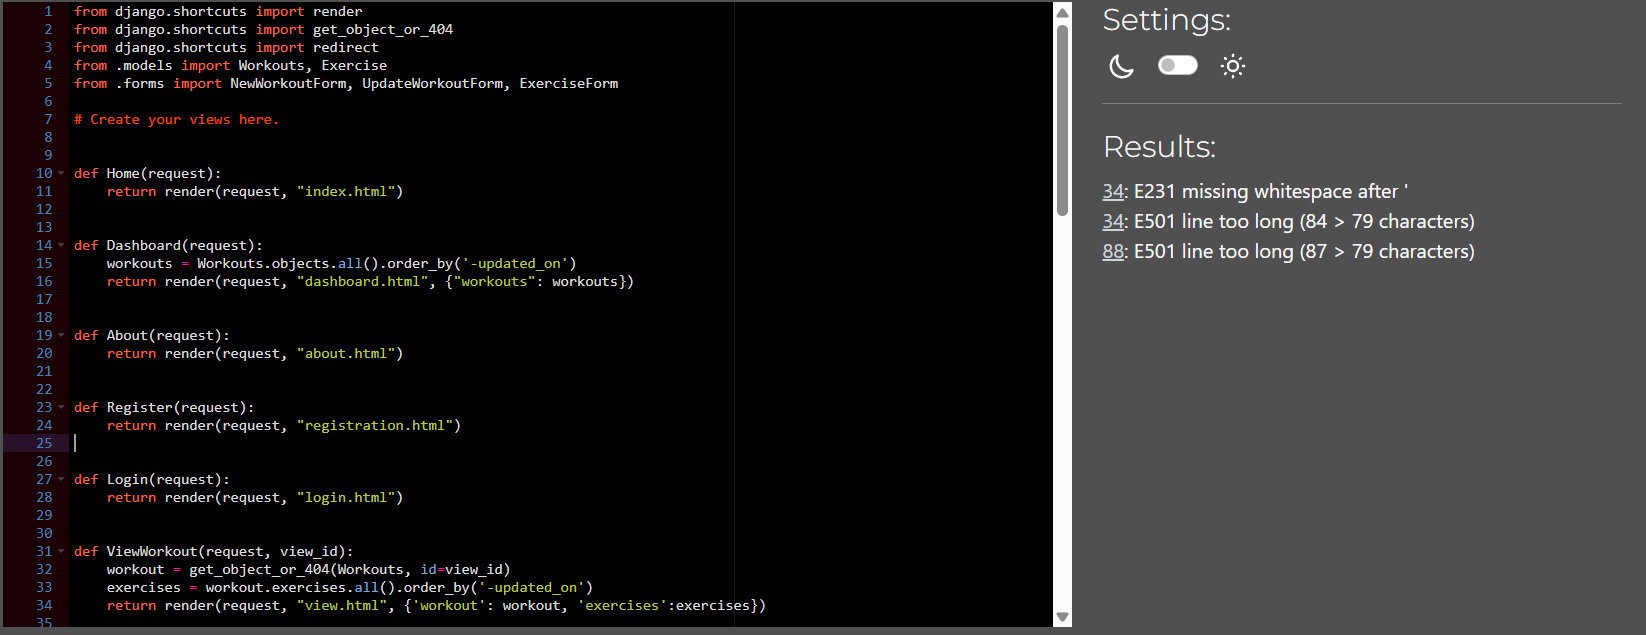 1 from django.shortcuts import render
2 from django.shortcuts import get_object_or_404
3 from django.shortcuts import redirect
4 from .models import Workouts, Exercise
5 from .forms import NewWorkoutForm, UpdateWorkoutForm, ExerciseForm
6
7 # Create your views here.
8
9
10 def Home(request):
11     return render(request, "index.html")
12
13
14 def Dashboard(request):
15     workouts = Workouts.objects.all().order_by('-updated_on')
16     return render(request, "dashboard.html", {"workouts": workouts})
17
18
19 def About(request):
20     return render(request, "about.html")
21
22
23 def Register(request):
24     return render(request, "registration.html")
25
26
27 def Login(request):
28     return render(request, "login.html")
29
30
31 def ViewWorkout(request, view_id):
32     workout = get_object_or_404(Workouts, id=view_id)
33     exercises = workout.exercises.all().order_by('-updated_on')
34     return render(request, "view.html", {'workout': workout, 'exercises':exercises})
35
Settings:
Results:
34: E231 missing whitespace after '
34: E501 line too long (84 > 79 characters)
88: E501 line too long (87 > 79 characters)